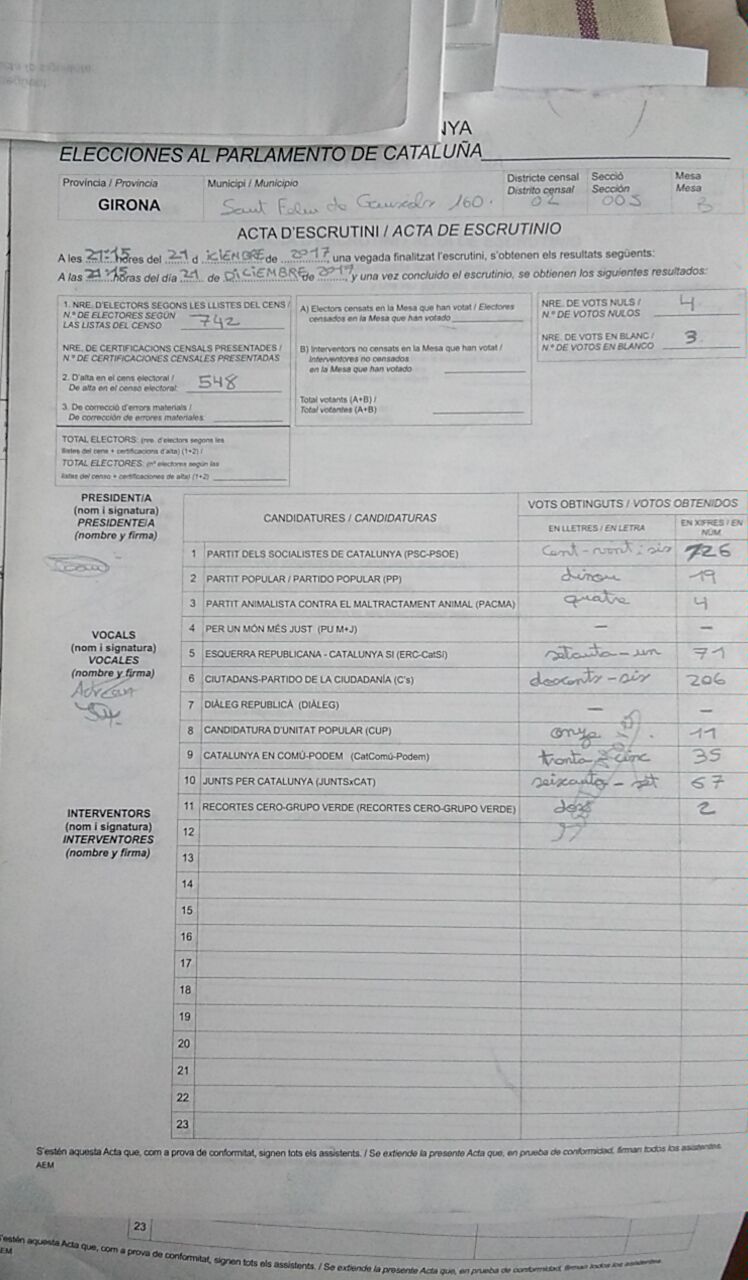 NYA
ELECCIONES AL PARLAMENTO DE CATALUÑA
Provincia / Provincia
GIRONA
Municipi / Municipio
Sant Feliu de Guíxols 160.
Districte censal
Distrito censal
02
Secció
Sección
005
Mesa
Mesa
B
ACTA D'ESCRUTINI / ACTA DE ESCRUTINIO
A les 21:15 hores del 21 d ICIEMBRE de 2017, una vegada finalitzat l'escrutini, s'obtenen els resultats següents:
A las 21:15 horas del día 21 de DICIEMBRE de 2017, y una vez concluido el escrutinio, se obtienen los siguientes resultados:
1. NRE. D'ELECTORS SEGONS LES LLISTES DEL CENS /
N.º DE ELECTORES SEGÚN
LAS LISTAS DEL CENSO 742
NRE. DE CERTIFICACIONS CENSALS PRESENTADES /
N.º DE CERTIFICACIONES CENSALES PRESENTADAS
2. D'alta en el cens electoral /
De alta en el censo electoral: 548
3. De correcció d'errors materials /
De corrección de errores materiales:
TOTAL ELECTORS: (nre. d'electors segons les
llistes del cens + certificacions d'alta) (1+2) /
TOTAL ELECTORES: (nº electores según las
listas del censo + certificaciones de alta) (1+2)
A) Electors censats en la Mesa que han votat / Electores
censados en la Mesa que han votado
B) Interventors no censats en la Mesa que han votat /
Interventores no censados
en la Mesa que han votado
Total votants (A+B) /
Total votantes (A+B)
NRE. DE VOTS NULS /
N.º DE VOTOS NULOS 4
NRE. DE VOTS EN BLANC /
N.º DE VOTOS EN BLANCO 3
PRESIDENT/A
(nom i signatura)
PRESIDENTE/A
(nombre y firma)
VOCALS
(nom i signatura)
VOCALES
(nombre y firma)
Adrean
INTERVENTORS
(nom i signatura)
INTERVENTORES
(nombre y firma)
CANDIDATURES / CANDIDATURAS
VOTS OBTINGUTS / VOTOS OBTENIDOS
EN LLETRES / EN LETRA
EN XIFRES / EN
NÚM.
1 PARTIT DELS SOCIALISTES DE CATALUNYA (PSC-PSOE) Cent-vint i sis 126
2 PARTIT POPULAR / PARTIDO POPULAR (PP) dinou 19
3 PARTIT ANIMALISTA CONTRA EL MALTRACTAMENT ANIMAL (PACMA) quatre 4
4 PER UN MÓN MÉS JUST (PU M+J) – –
5 ESQUERRA REPUBLICANA - CATALUNYA SI (ERC-CatSí) setanta-un 71
6 CIUTADANS-PARTIDO DE LA CIUDADANÍA (C's) doscents-sis 206
7 DIÀLEG REPUBLICÀ (DIÀLEG) – –
8 CANDIDATURA D'UNITAT POPULAR (CUP) onze 11
9 CATALUNYA EN COMÚ-PODEM (CatComú-Podem) trenta cinc 35
10 JUNTS PER CATALUNYA (JUNTSxCAT) seixanta-set 67
11 RECORTES CERO-GRUPO VERDE (RECORTES CERO-GRUPO VERDE) dos 2
12
13
14
15
16
17
18
19
20
21
22
23
S'estén aquesta Acta que, com a prova de conformitat, signen tots els assistents. / Se extiende la presente Acta que, en prueba de conformidad, firman todos los asistentes.
AEM
23
S'estén aquesta Acta que, com a prova de conformitat, signen tots els assistents. / Se extiende la presente Acta que, en prueba de conformidad, firman todos los asistentes.
EM